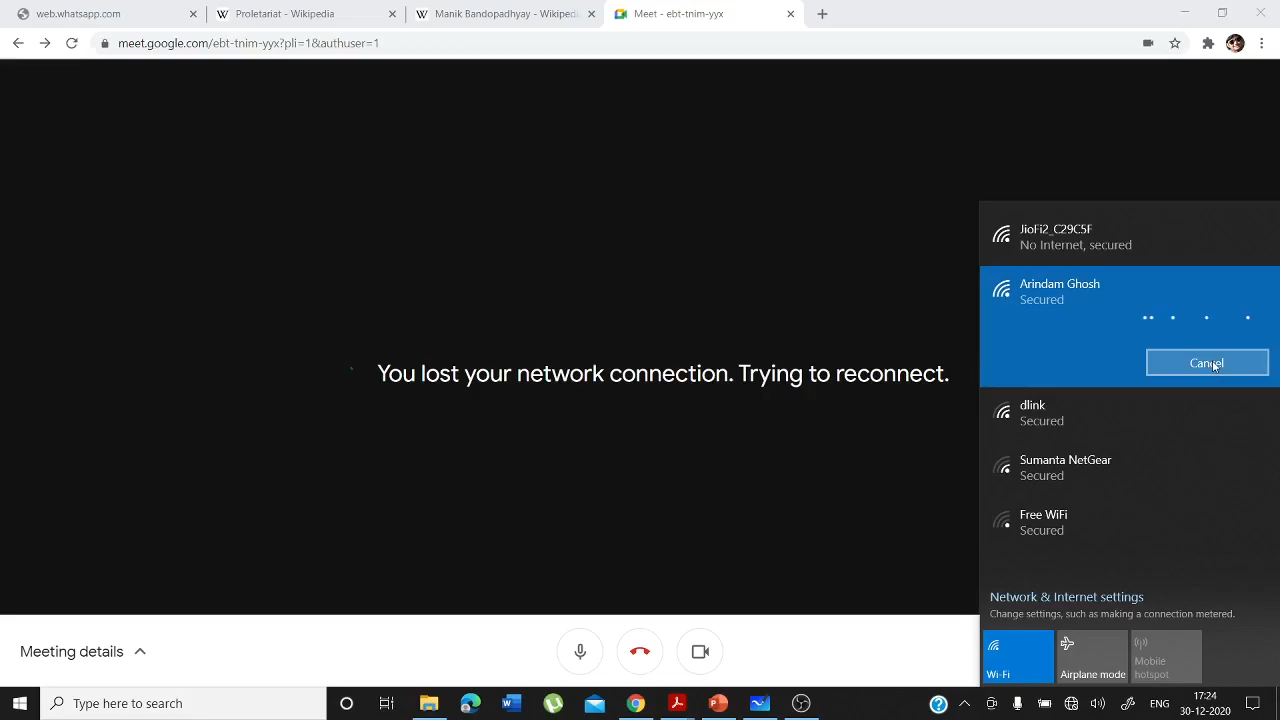 web.whatsapp.com
Proletariat - Wikipedia
Manik Bandopadhyay - Wikipedi
Meet - ebt-tnim-yyx
meet.google.com/ebt-tnim-yyx?pli=1&authuser=1
You lost your network connection. Trying to reconnect.
JioFi2_C29C5F
No Internet, secured
Arindam Ghosh
Secured
Cancel
dlink
Secured
Sumanta NetGear
Secured
Free WiFi
Secured
Network & Internet settings
Change settings, such as making a connection metered.
Wi-Fi
Airplane mode
Mobile
hotspot
Meeting details
Type here to search
ENG
17:24
30-12-2020